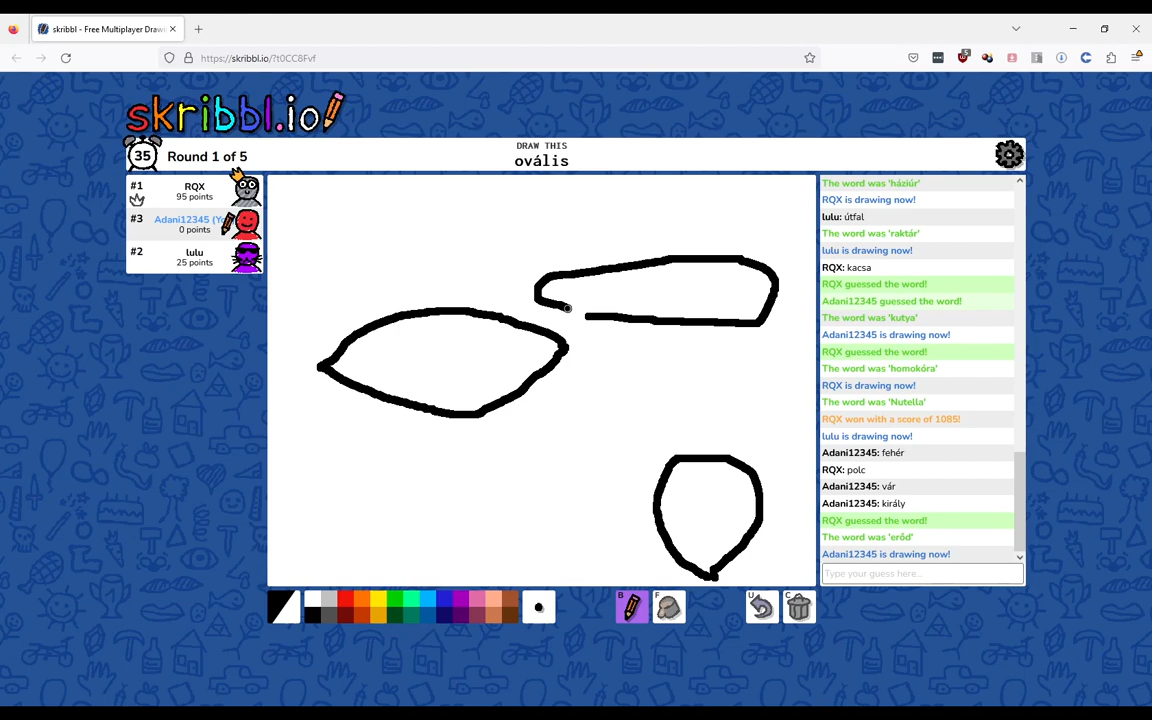 skribbl - Free Multiplayer Drawi
https://skribbl.io/?t0CC8Fvf
5
skribbl.io
35
Round 1 of 5
DRAW THIS
ovális
#1
RQX
95 points
#3
Adani12345 (Yo
0 points
#2
lulu
25 points
The word was 'háziúr'
RQX is drawing now!
lulu: útfal
The word was 'raktár'
lulu is drawing now!
RQX: kacsa
RQX guessed the word!
Adani12345 guessed the word!
The word was 'kutya'
Adani12345 is drawing now!
RQX guessed the word!
The word was 'homokóra'
RQX is drawing now!
The word was 'Nutella'
RQX won with a score of 1085!
lulu is drawing now!
Adani12345: fehér
RQX: polc
Adani12345: vár
Adani12345: király
RQX guessed the word!
The word was 'erőd'
Adani12345 is drawing now!
Type your guess here...
B
F
U
C